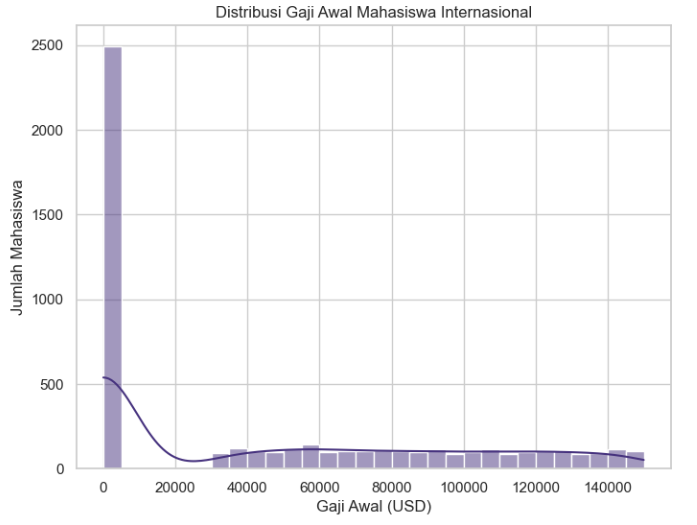 Distribusi Gaji Awal Mahasiswa Internasional
2500
2000
1500
1000
500
0
Jumlah Mahasiswa
0 20000 40000 60000 80000 100000 120000 140000
Gaji Awal (USD)